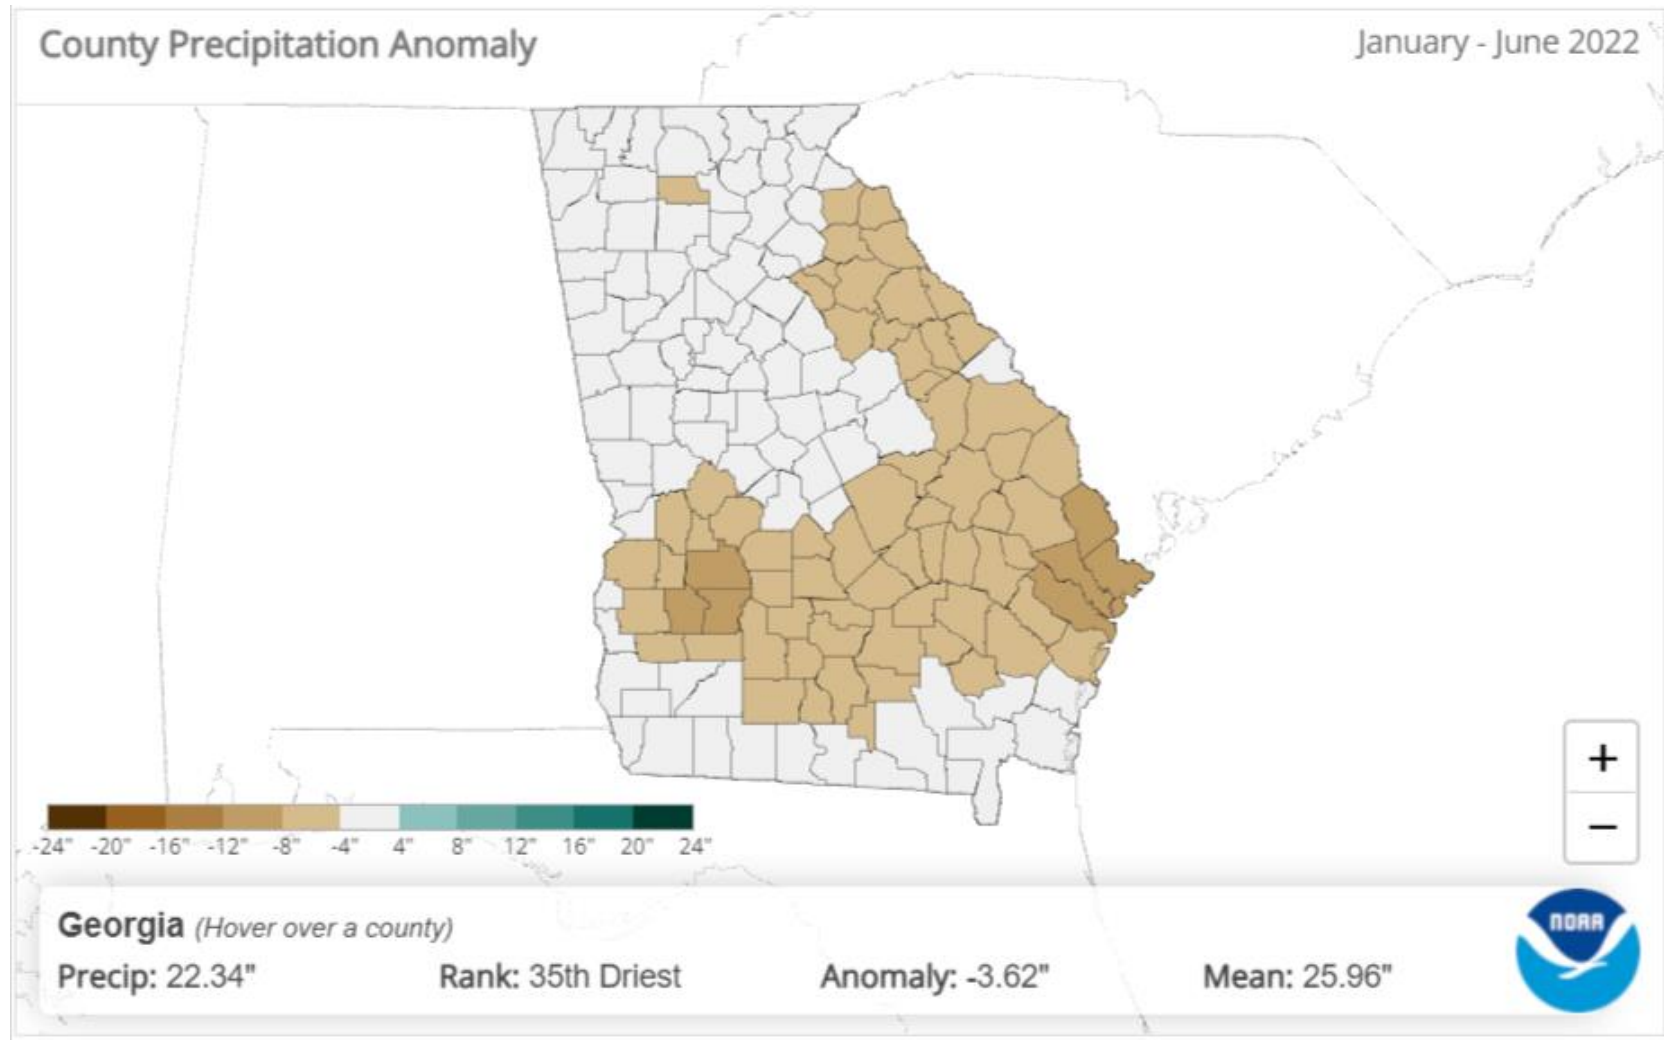 County Precipitation Anomaly
January - June 2022
+
−
-24" -20" -16" -12" -8" -4" 4" 8" 12" 16" 20" 24"
Georgia (Hover over a county)
Precip: 22.34" Rank: 35th Driest Anomaly: -3.62" Mean: 25.96"
NOAA